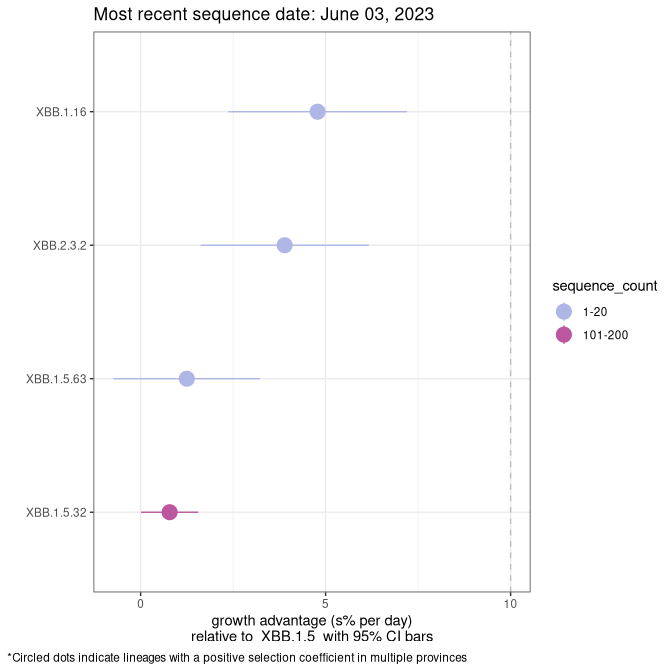 Most recent sequence date: June 03, 2023
XBB.1.16
XBB.2.3.2
XBB.1.5.63
XBB.1.5.32
sequence_count
1-20
101-200
0 5 10
growth advantage (s% per day)
relative to  XBB.1.5  with 95% CI bars
*Circled dots indicate lineages with a positive selection coefficient in multiple provinces